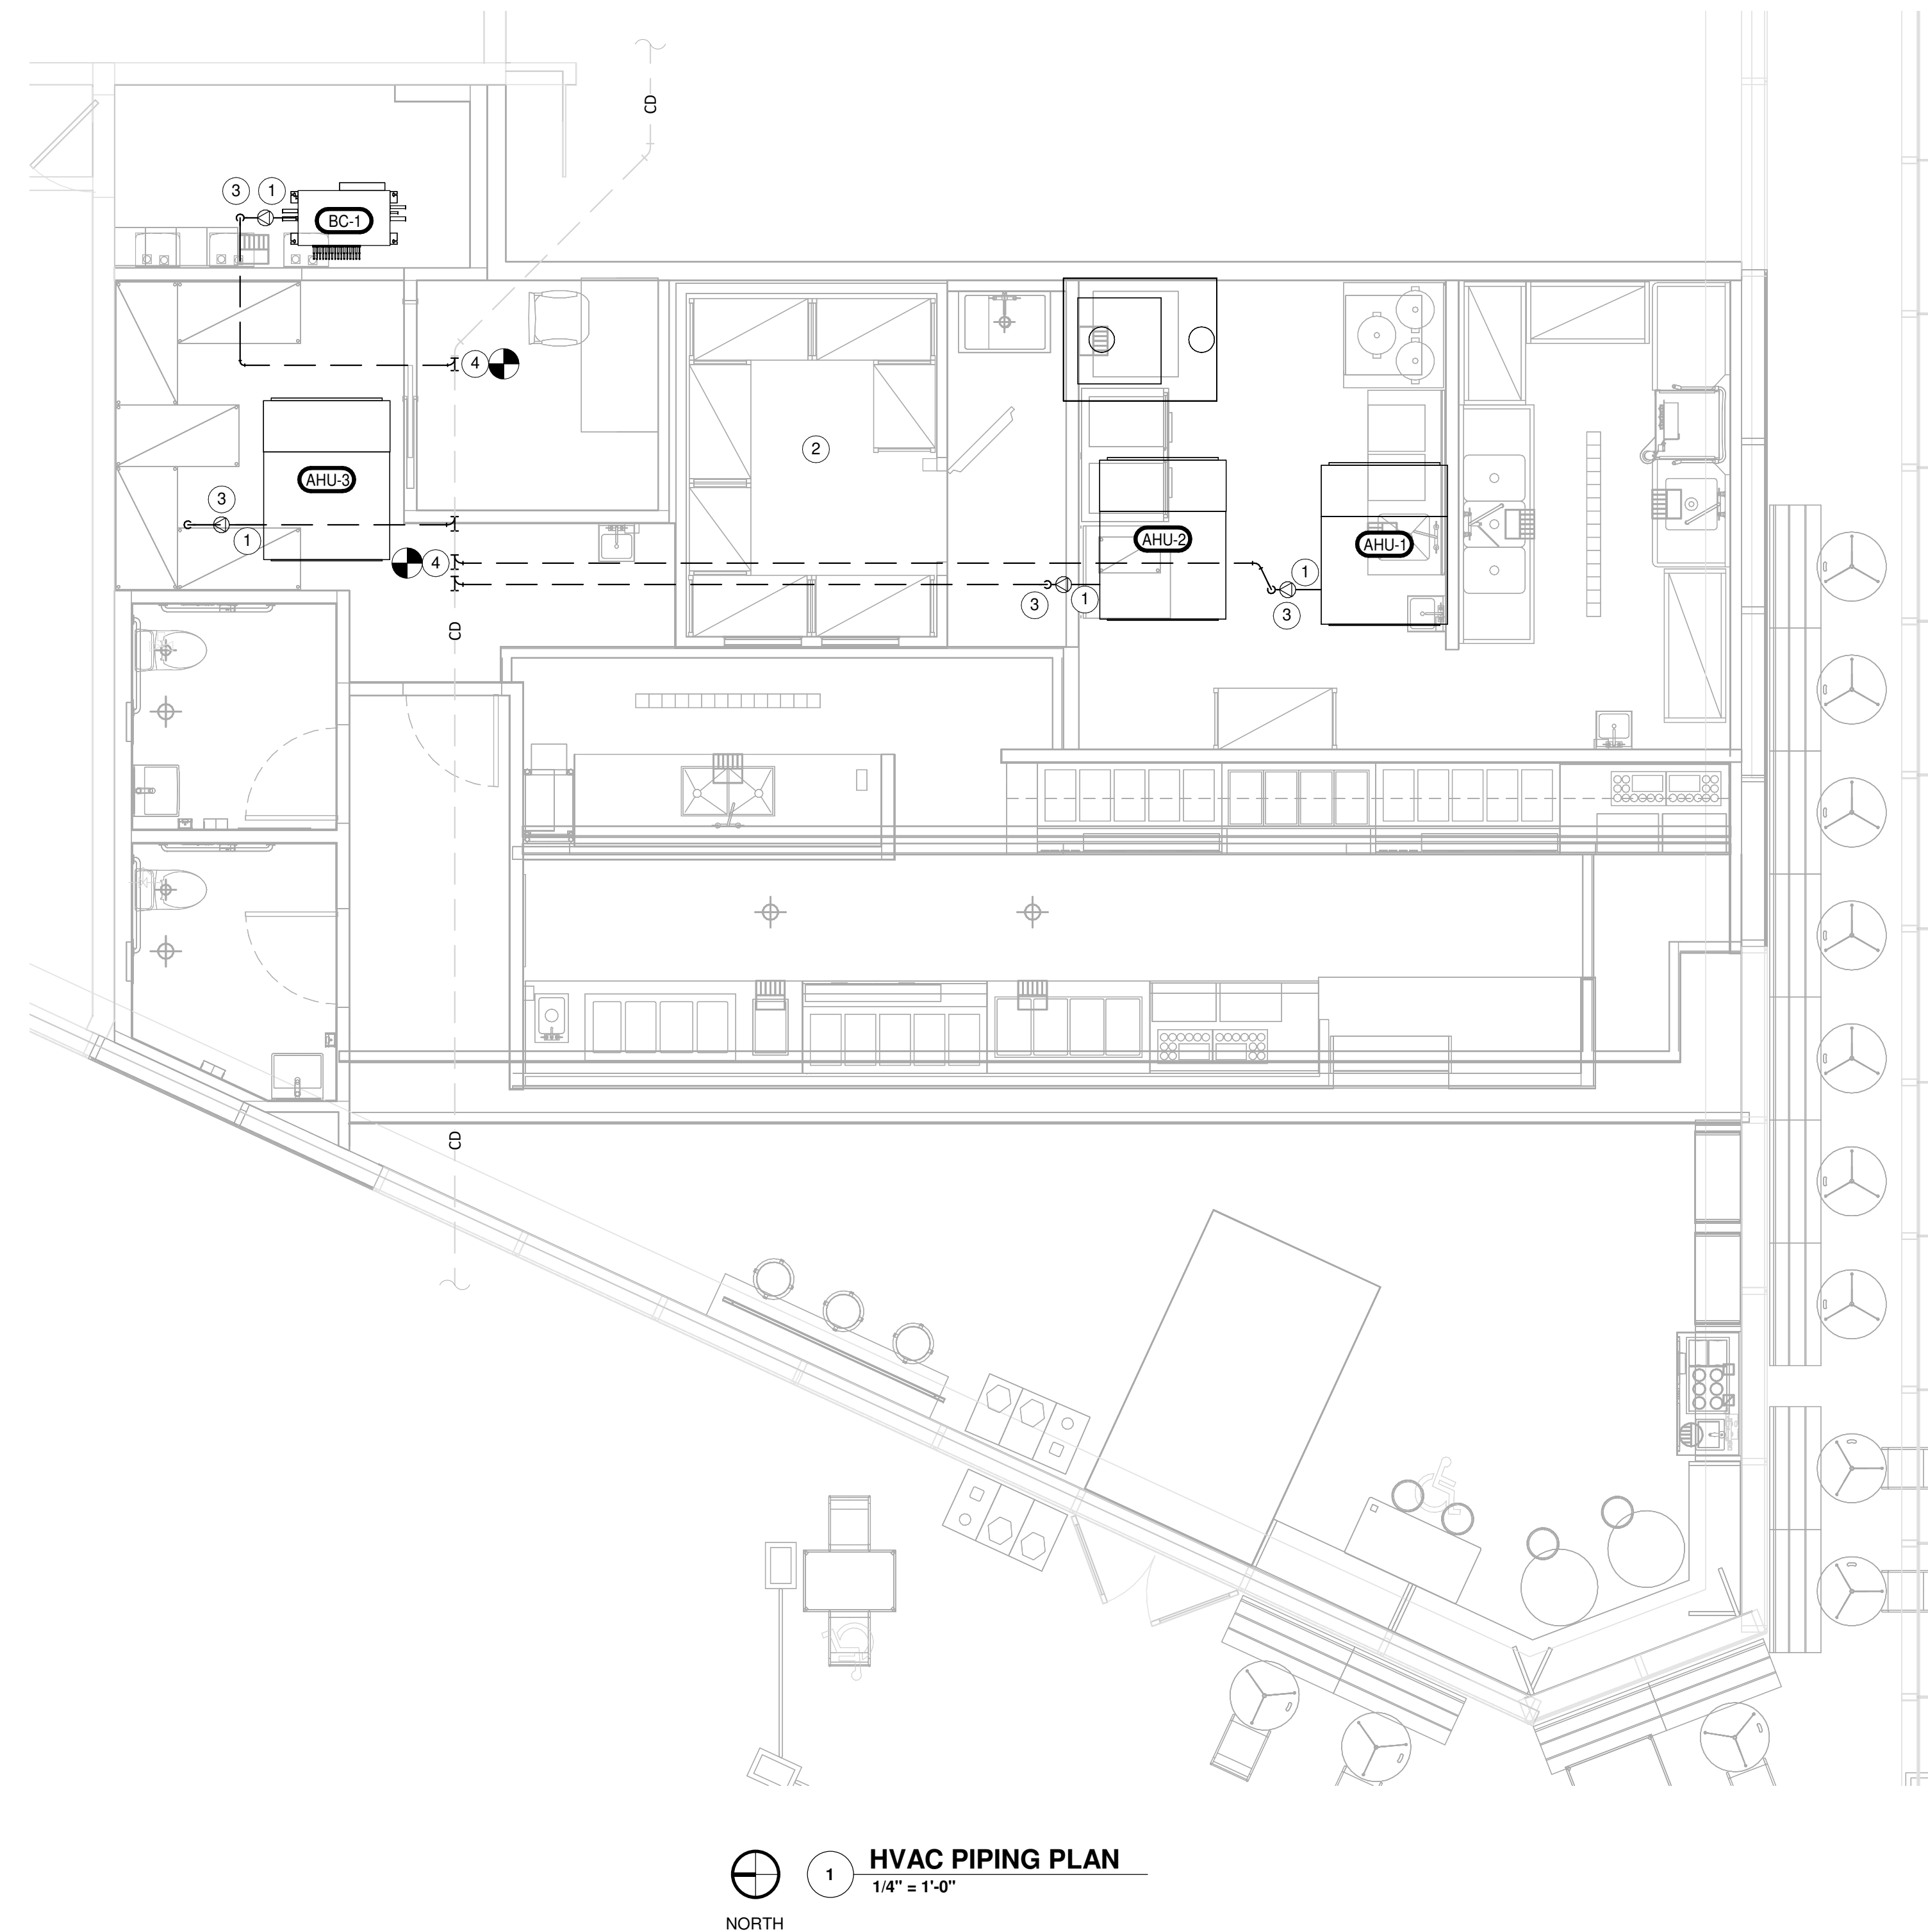 CD
3 1
BC-1
4
2
AHU-3
3
1
AHU-2
AHU-1
4
1
3
1
3
CD
CD
1
HVAC PIPING PLAN
1/4" = 1'-0"
NORTH